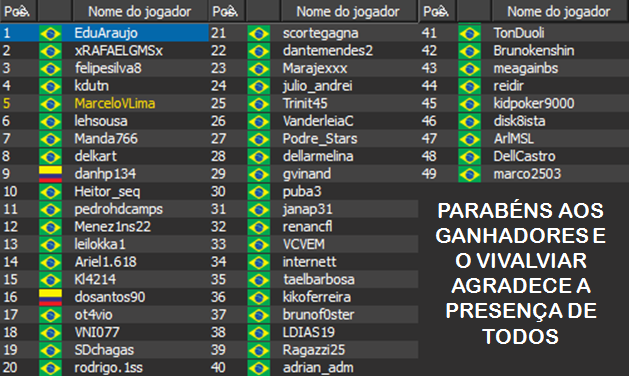 Pos. Nome do jogador
1 EduAraujo
2 xRAFAELGMSx
3 felipesilva8
4 kdutn
5 MarceloVLima
6 lehsousa
7 Manda766
8 delkart
9 danhp134
10 Heitor_seq
11 pedrohdcamps
12 Menez1ns22
13 leilokka1
14 Ariel1.618
15 Kl4214
16 dosantos90
17 ot4vio
18 VNI077
19 SDchagas
20 rodrigo.1ss
Pos. Nome do jogador
21 scortegagna
22 dantemendes2
23 Marajexxx
24 julio_andrei
25 Trinit45
26 VanderleiaC
27 Podre_Stars
28 dellarmelina
29 gvinand
30 puba3
31 janap31
32 renancfl
33 VCVEM
34 internett
35 taelbarbosa
36 kikoferreira
37 brunof0ster
38 LDIAS19
39 Ragazzi25
40 adrian_adm
Pos. Nome do jogador
41 TonDuoli
42 Brunokenshin
43 meagainbs
44 reidir
45 kidpoker9000
46 disk8ista
47 ArlMSL
48 DellCastro
49 marco2503
PARABÉNS AOS
GANHADORES E
O VIVALVIAR
AGRADECE A
PRESENÇA DE
TODOS